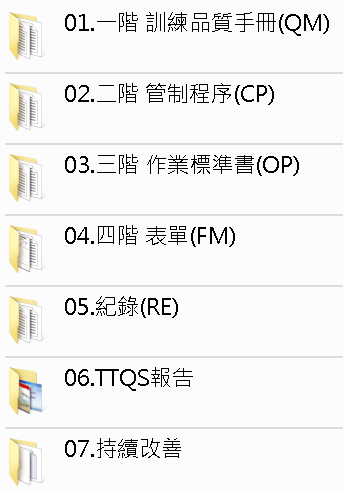 01.一階 訓練品質手冊(QM)
02.二階 管制程序(CP)
03.三階 作業標準書(OP)
04.四階 表單(FM)
05.紀錄(RE)
06.TTQS報告
07.持續改善